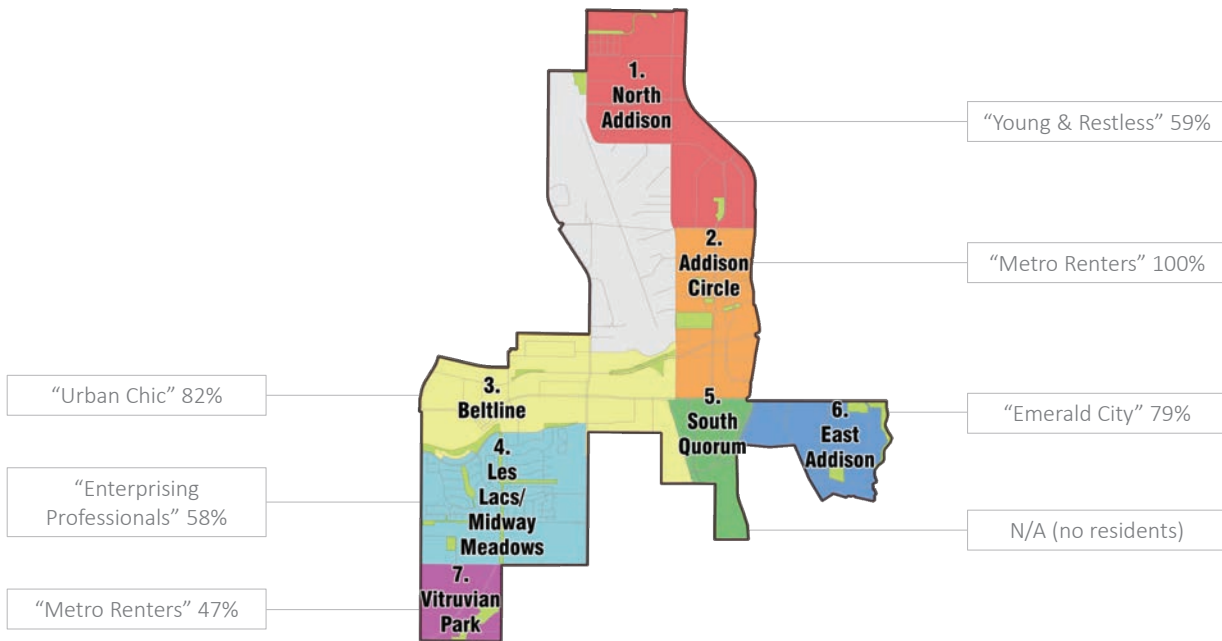 1.
North
Addison
“Young & Restless” 59%
2.
Addison
Circle
“Metro Renters” 100%
“Urban Chic” 82%
3.
Beltline
5.
South
Quorum
6.
East
Addison
“Emerald City” 79%
4.
Les
Lacs/
Midway
Meadows
“Enterprising
Professionals” 58%
N/A (no residents)
7.
Vitruvian
Park
“Metro Renters” 47%